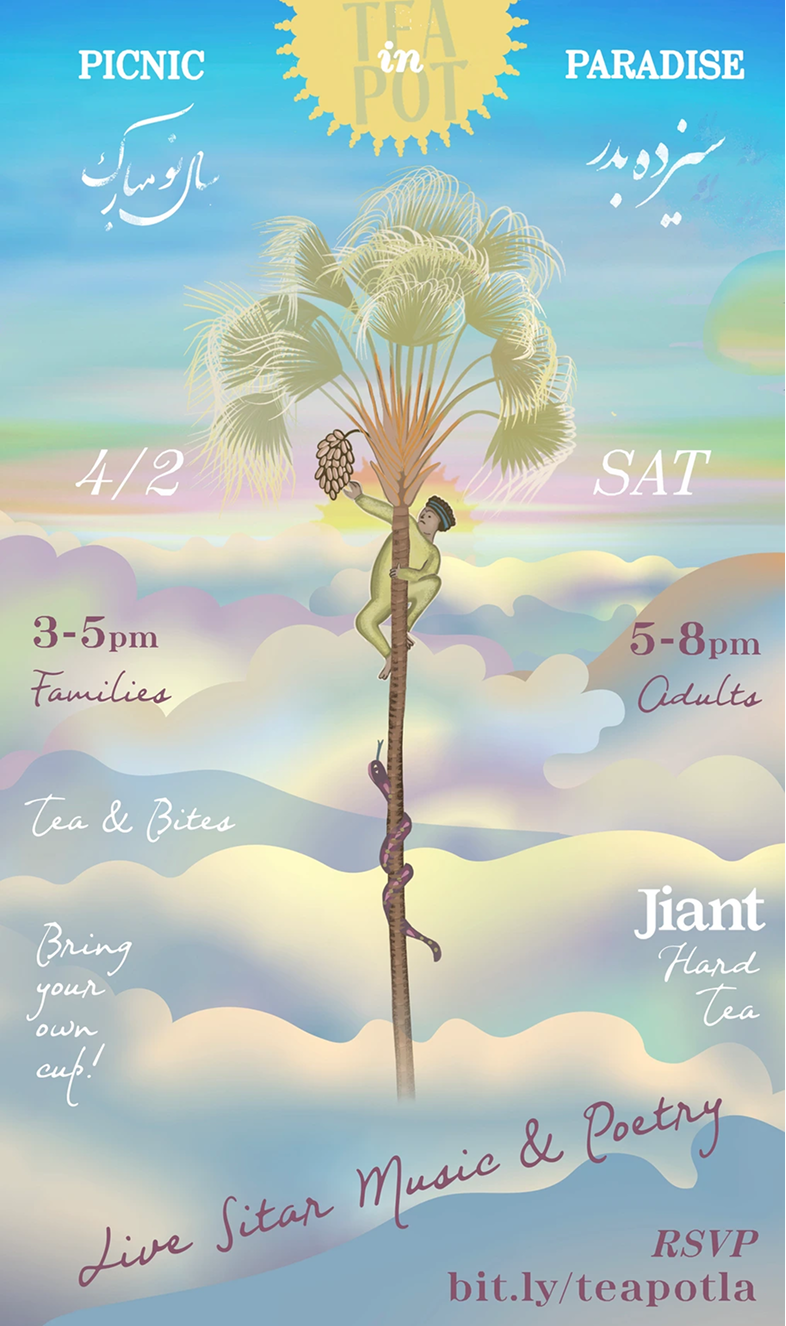 TEA
POT
PICNIC in PARADISE
سال نو مبارک
سیزده بدر
4/2 SAT
3-5pm
Families
5-8pm
Adults
Tea & Bites
Jiant
Hard
Tea
Bring
your
own
cup!
Live Sitar Music & Poetry
RSVP
bit.ly/teapotla